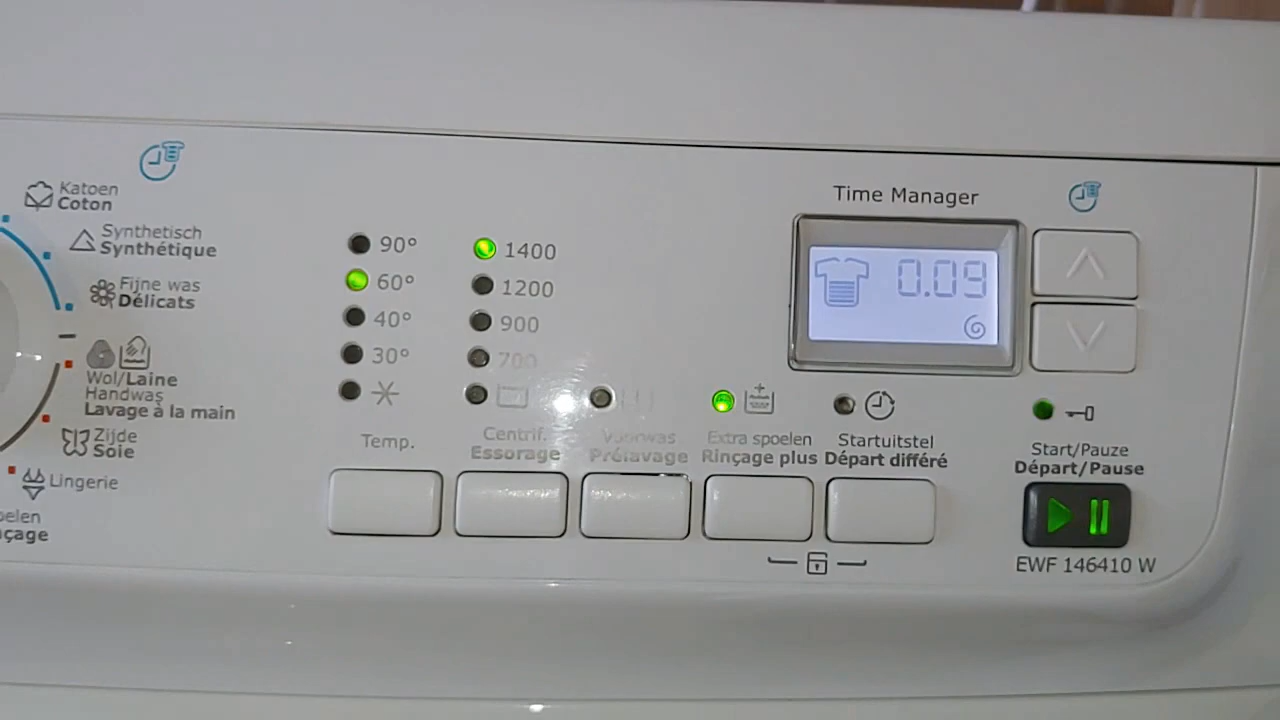 Katoen
Coton
Synthetisch
Synthétique
Fijne was
Délicats
Wol/Laine
Handwas
Lavage à la main
Zijde
Soie
Lingerie
90°
60°
40°
30°
Temp.
1400
1200
900
700
Centrif.
Essorage
Voorwas
Prélavage
Extra spoelen
Rinçage plus
Startuitstel
Départ différé
Time Manager
0.09
Start/Pauze
Départ/Pause
EWF 146410 W